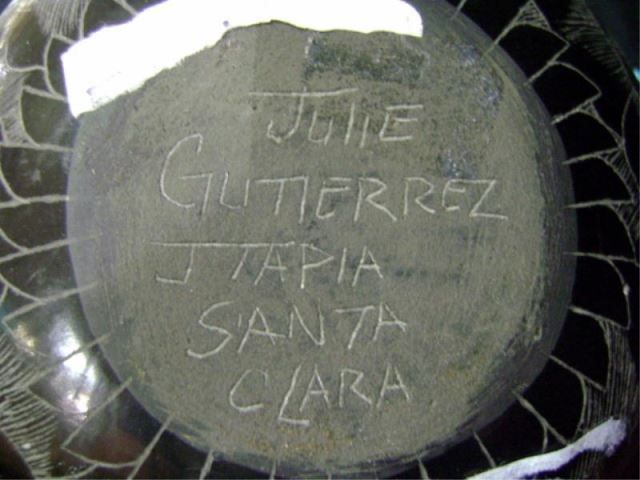 JULIE
GUTIERREZ
J TAPIA
SANTA
CLARA